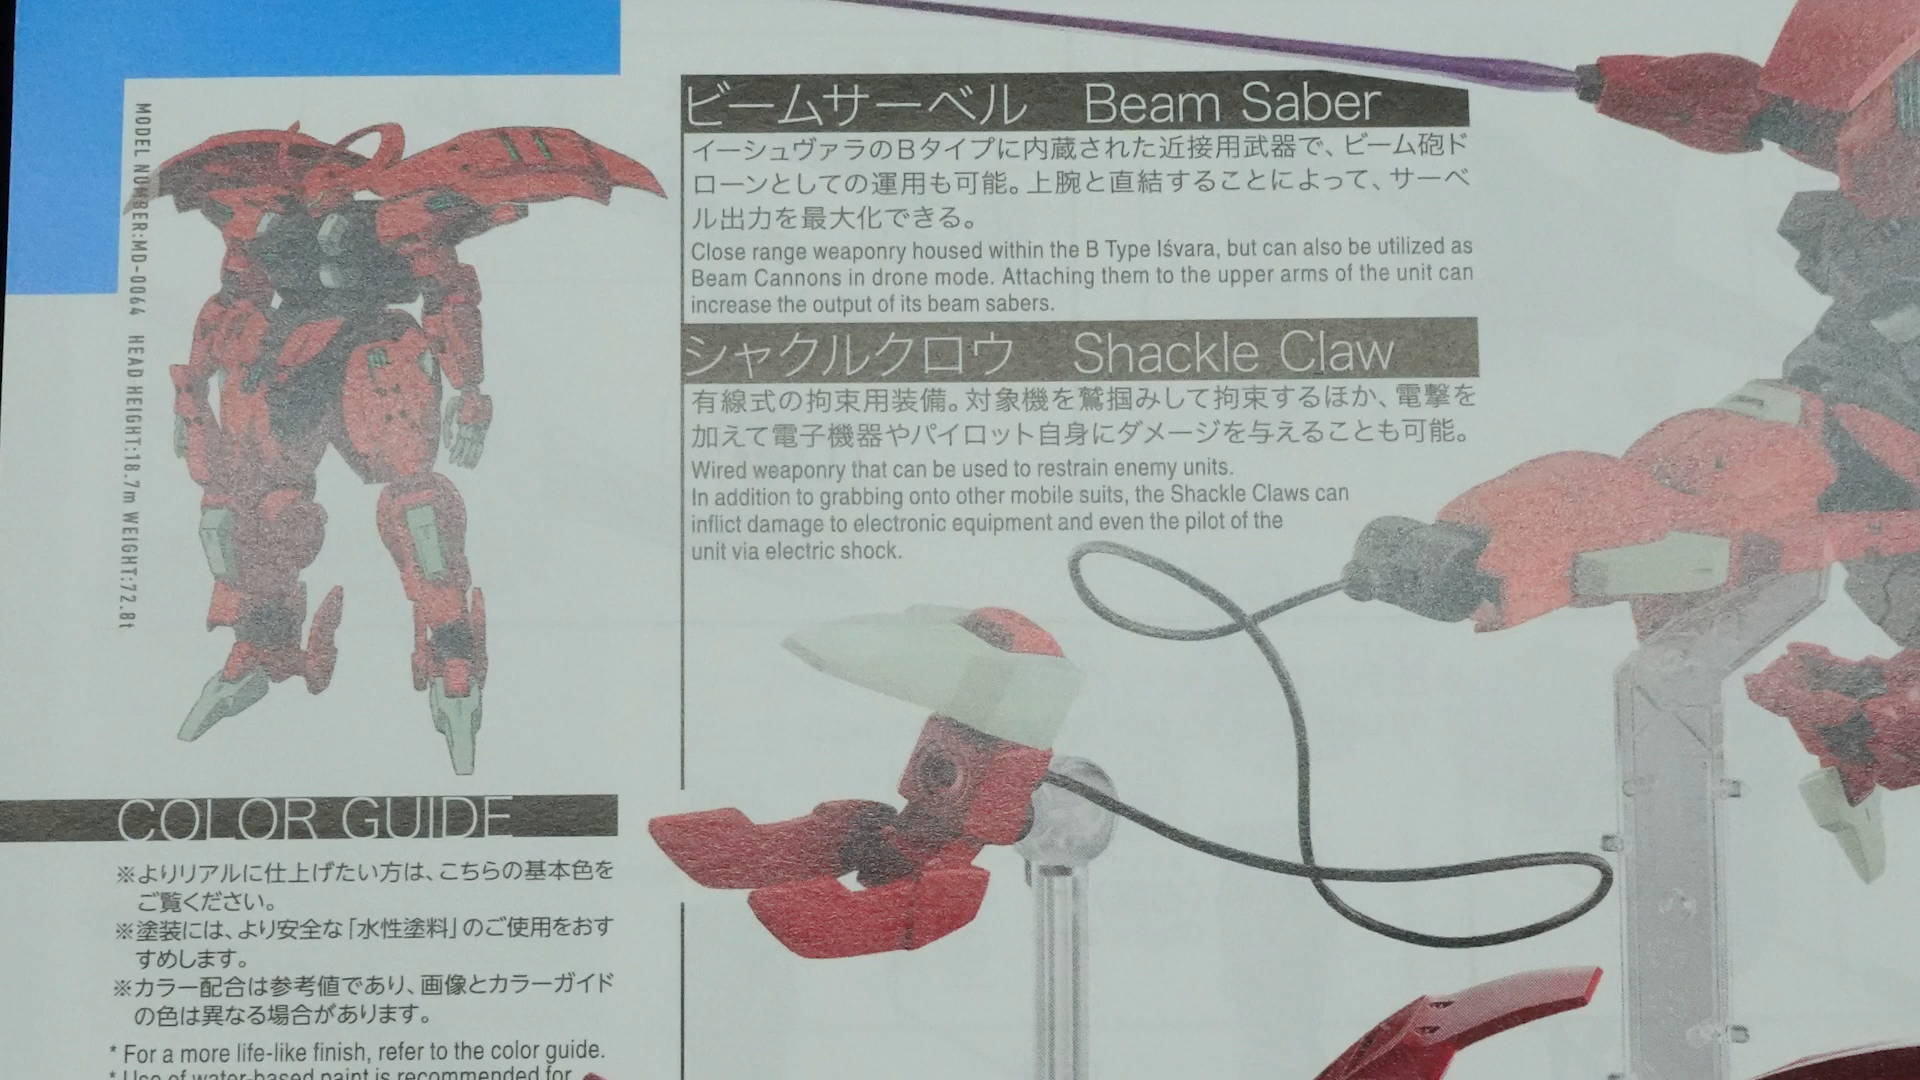 MODEL NUMBER:MD-0064 HEAD HEIGHT:18.7m WEIGHT:72.8t
ビームサーベル Beam Saber
イーシュヴァラのBタイプに内蔵された近接用武器で、ビーム砲ド
ローンとしての運用も可能。上腕と直結することによって、サーベ
ル出力を最大化できる。
Close range weaponry housed within the B Type Iśvara, but can also be utilized as
Beam Cannons in drone mode. Attaching them to the upper arms of the unit can
increase the output of its beam sabers.
シャクルクロウ Shackle Claw
有線式の拘束用装備。対象機を鷲掴みして拘束するほか、電撃を
加えて電子機器やパイロット自身にダメージを与えることも可能。
Wired weaponry that can be used to restrain enemy units.
In addition to grabbing onto other mobile suits, the Shackle Claws can
inflict damage to electronic equipment and even the pilot of the
unit via electric shock.
COLOR GUIDE
※よりリアルに仕上げたい方は、こちらの基本色を
ご覧ください。
※塗装には、より安全な「水性塗料」のご使用をおす
すめします。
※カラー配合は参考値であり、画像とカラーガイド
の色は異なる場合があります。
* For a more life-like finish, refer to the color guide.
* Use of water-based paint is recommended for